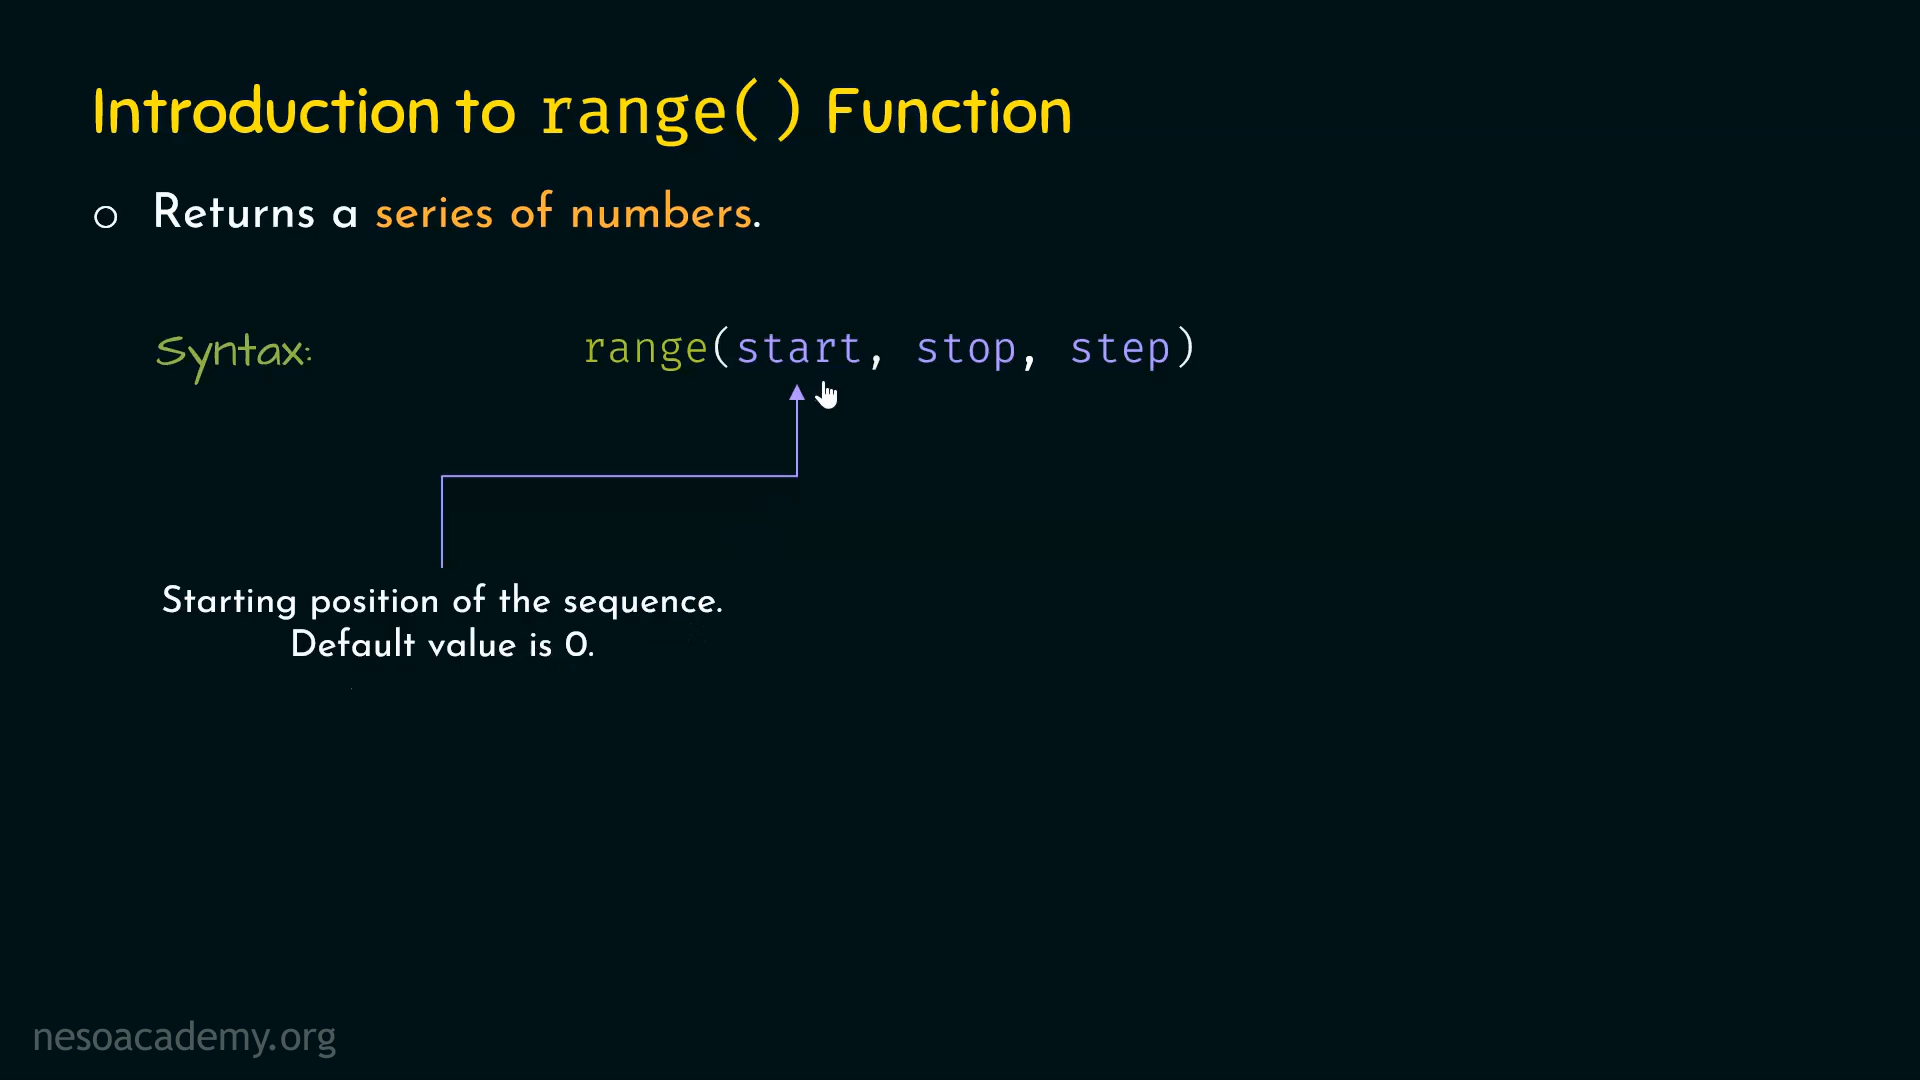 Introduction to range() Function
Returns a series of numbers.
Syntax: range(start, stop, step)
Starting position of the sequence.
Default value is 0.
nesoacademy.org